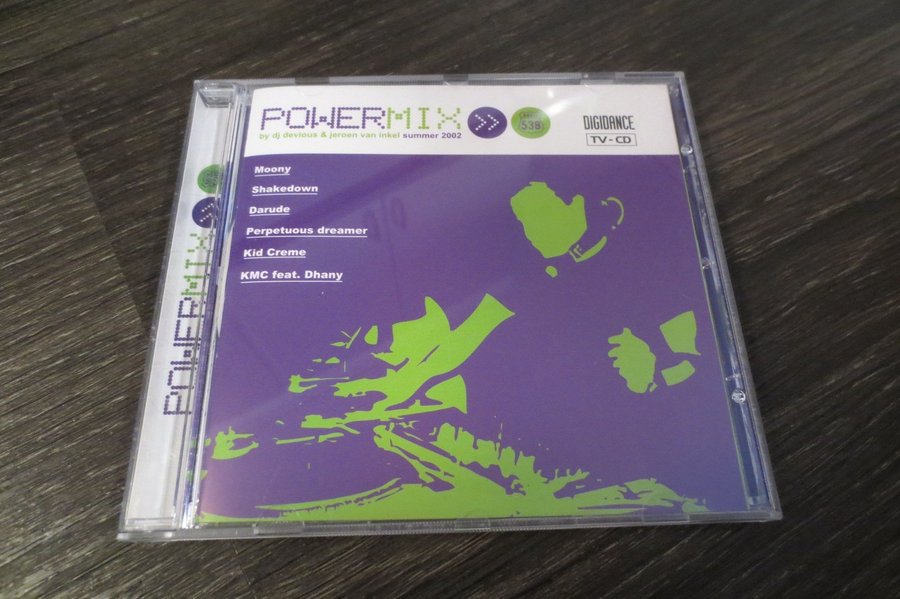 POWERMIX >>
538
by dj devious & jeroen van inkel summer 2002
DIGIDANCE
TV-CD
Moony
Shakedown
Darude
Perpetuous dreamer
Kid Creme
KMC feat. Dhany
POWERMIX